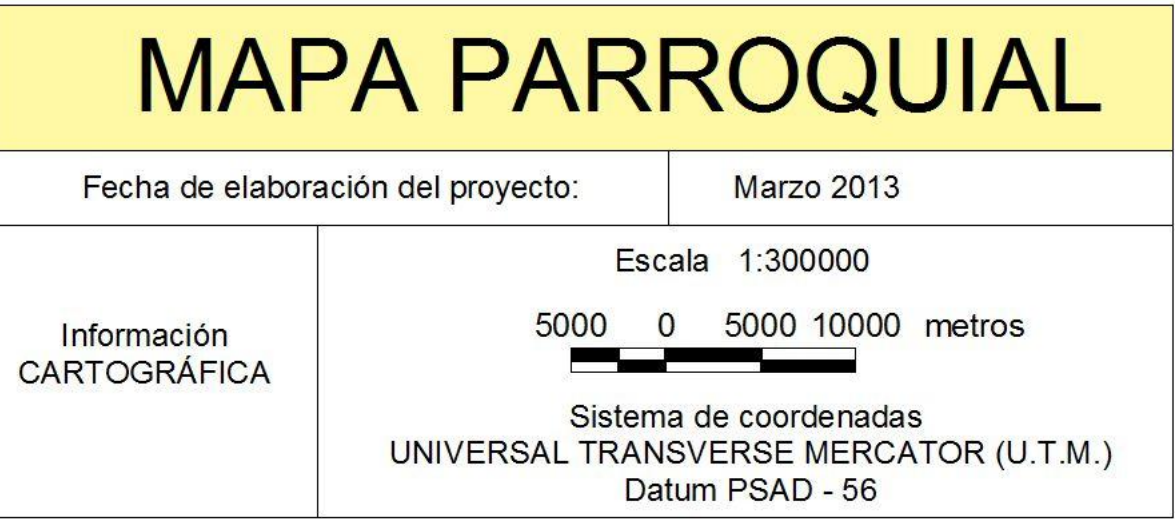 MAPA PARROQUIAL
Fecha de elaboración del proyecto: Marzo 2013
Información
CARTOGRÁFICA
Escala 1:300000
5000 0 5000 10000 metros
Sistema de coordenadas
UNIVERSAL TRANSVERSE MERCATOR (U.T.M.)
Datum PSAD - 56